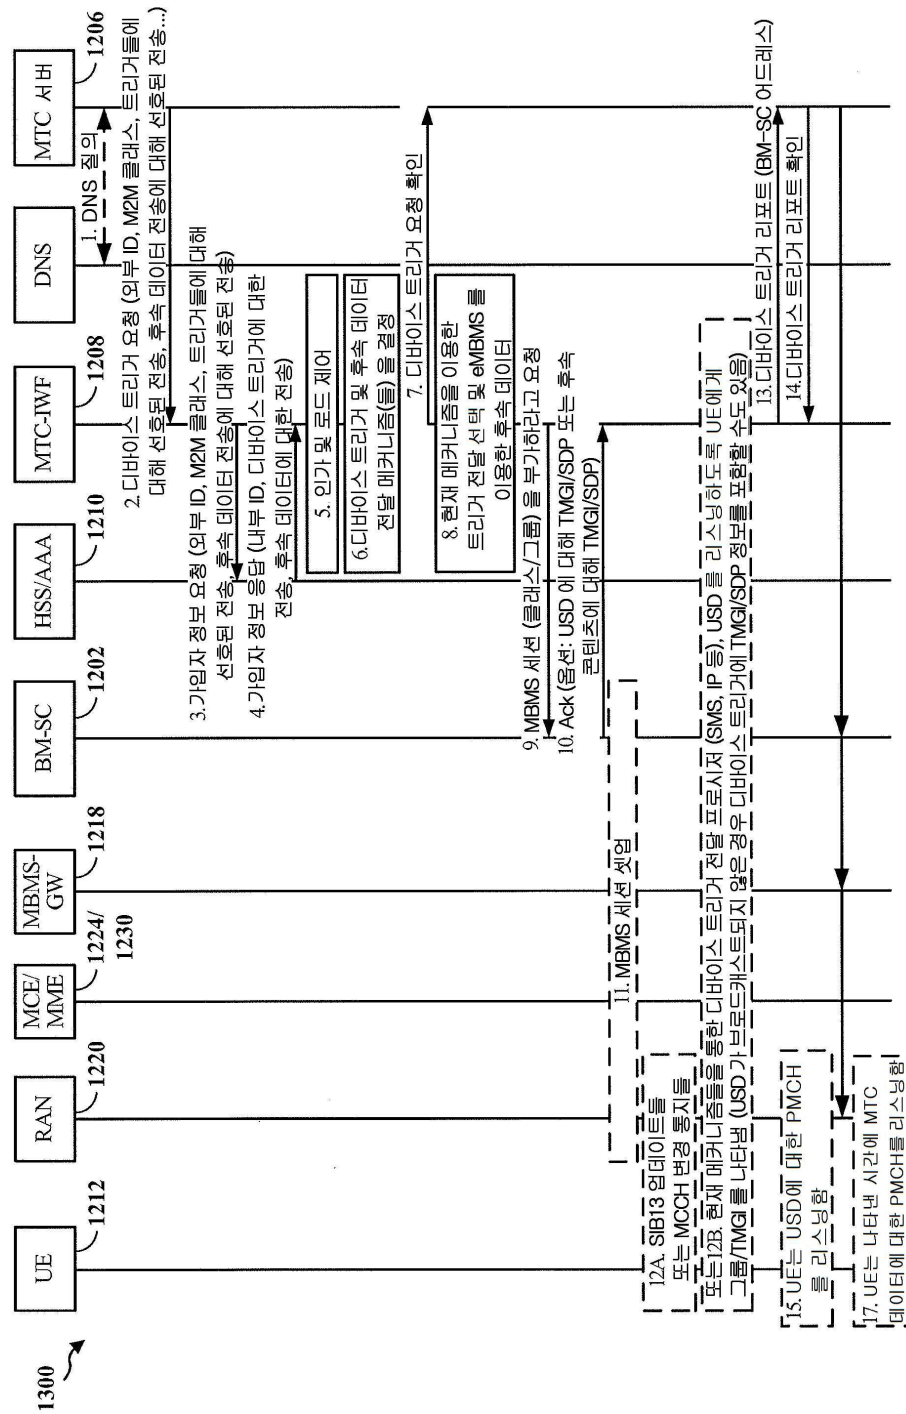 1300
UE
1212
RAN
1220
MCE/
MME
1224/
1230
MBMS-
GW
1218
BM-SC
1202
HSS/AAA
1210
MTC-IWF
1208
DNS
MTC 서버
1206
1. DNS 질의
2. 디바이스 트리거 요청 (외부 ID, M2M 클래스, 트리거들에
대해 선호된 전송, 후속 데이터 전송에 대해 선호된 전송...)
3.가입자 정보 요청 (외부 ID, M2M 클래스, 트리거들에 대해
선호된 전송, 후속 데이터 전송에 대해 선호된 전송)
4. 가입자 정보 응답 (내부 ID, 디바이스 트리거에 대한
전송, 후속 데이터에 대한 전송)
5. 인가 및 로드 제어
6.디바이스 트리거 및 후속 데이터
전달 메커니즘(들) 을 결정
7. 디바이스 트리거 요청 확인
8. 현재 메커니즘을 이용한
트리거 전달 선택 및 eMBMS 를
이용한 후속 데이터
9. MBMS 세션 (클래스/그룹) 을 부가하라고 요청
10. Ack (옵션: USD 에 대해 TMGI/SDP 또는 후속
콘텐츠에 대해 TMGI/SDP)
11. MBMS 세션 셋업
12A. SIB13 업데이트들
또는 MCCH 변경 통지들
또는12B. 현재 메커니즘들을 통한 디바이스 트리거 전달 프로시저 (SMS, IP 등), USD 를 리스닝하도록 UE에게
그룹/TMGI 를 나타냄 (USD 가 브로드캐스트되지 않은 경우 디바이스 트리거에 TMGI/SDP 정보를 포함할 수도 있음)
13. 디바이스 트리거 리포트 (BM-SC 어드레스)
14.디바이스 트리거 리포트 확인
15. UE는 USD에 대한 PMCH
를 리스닝함
17. UE는 나타낸 시간에 MTC
데이터에 대한 PMCH를 리스닝함